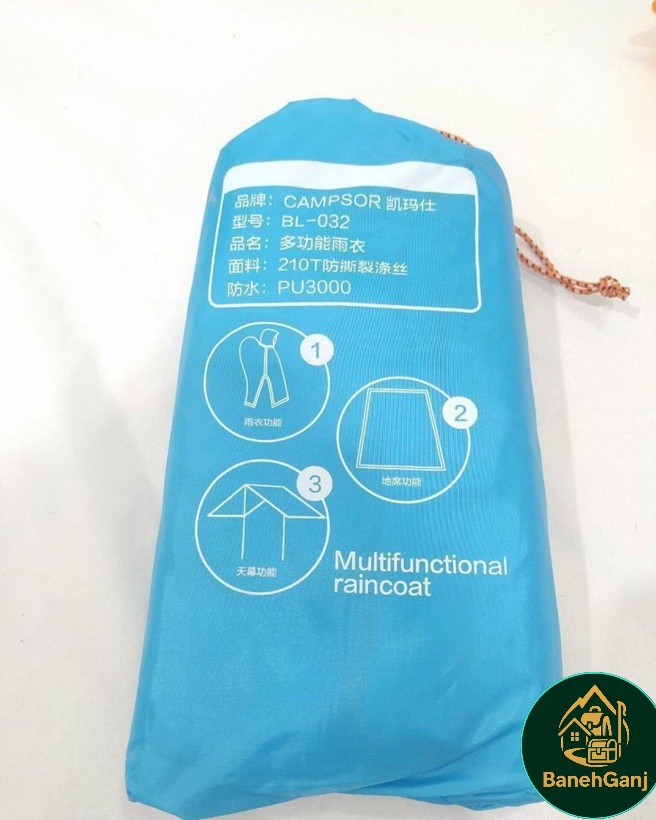 品牌：CAMPSOR 凯玛仕
型号：BL-032
品名：多功能雨衣
面料：210T防撕裂涤丝
防水：PU3000
1
雨衣功能
2
地席功能
3
天幕功能
Multifunctional
raincoat
BanehGanj